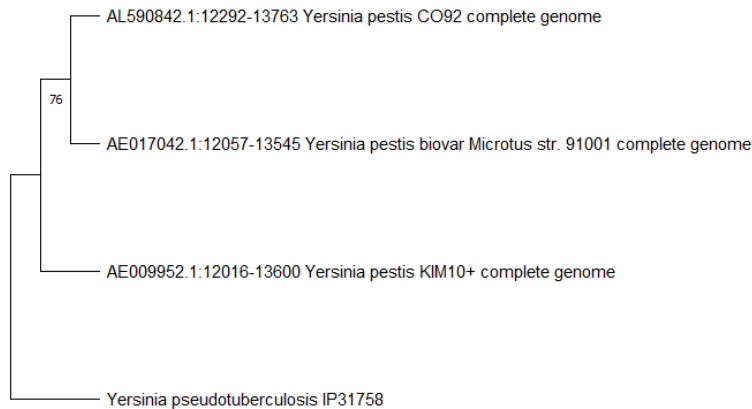 AL590842.1:12292-13763 Yersinia pestis CO92 complete genome
76
AE017042.1:12057-13545 Yersinia pestis biovar Microtus str. 91001 complete genome
AE009952.1:12016-13600 Yersinia pestis KIM10+ complete genome
Yersinia pseudotuberculosis IP31758